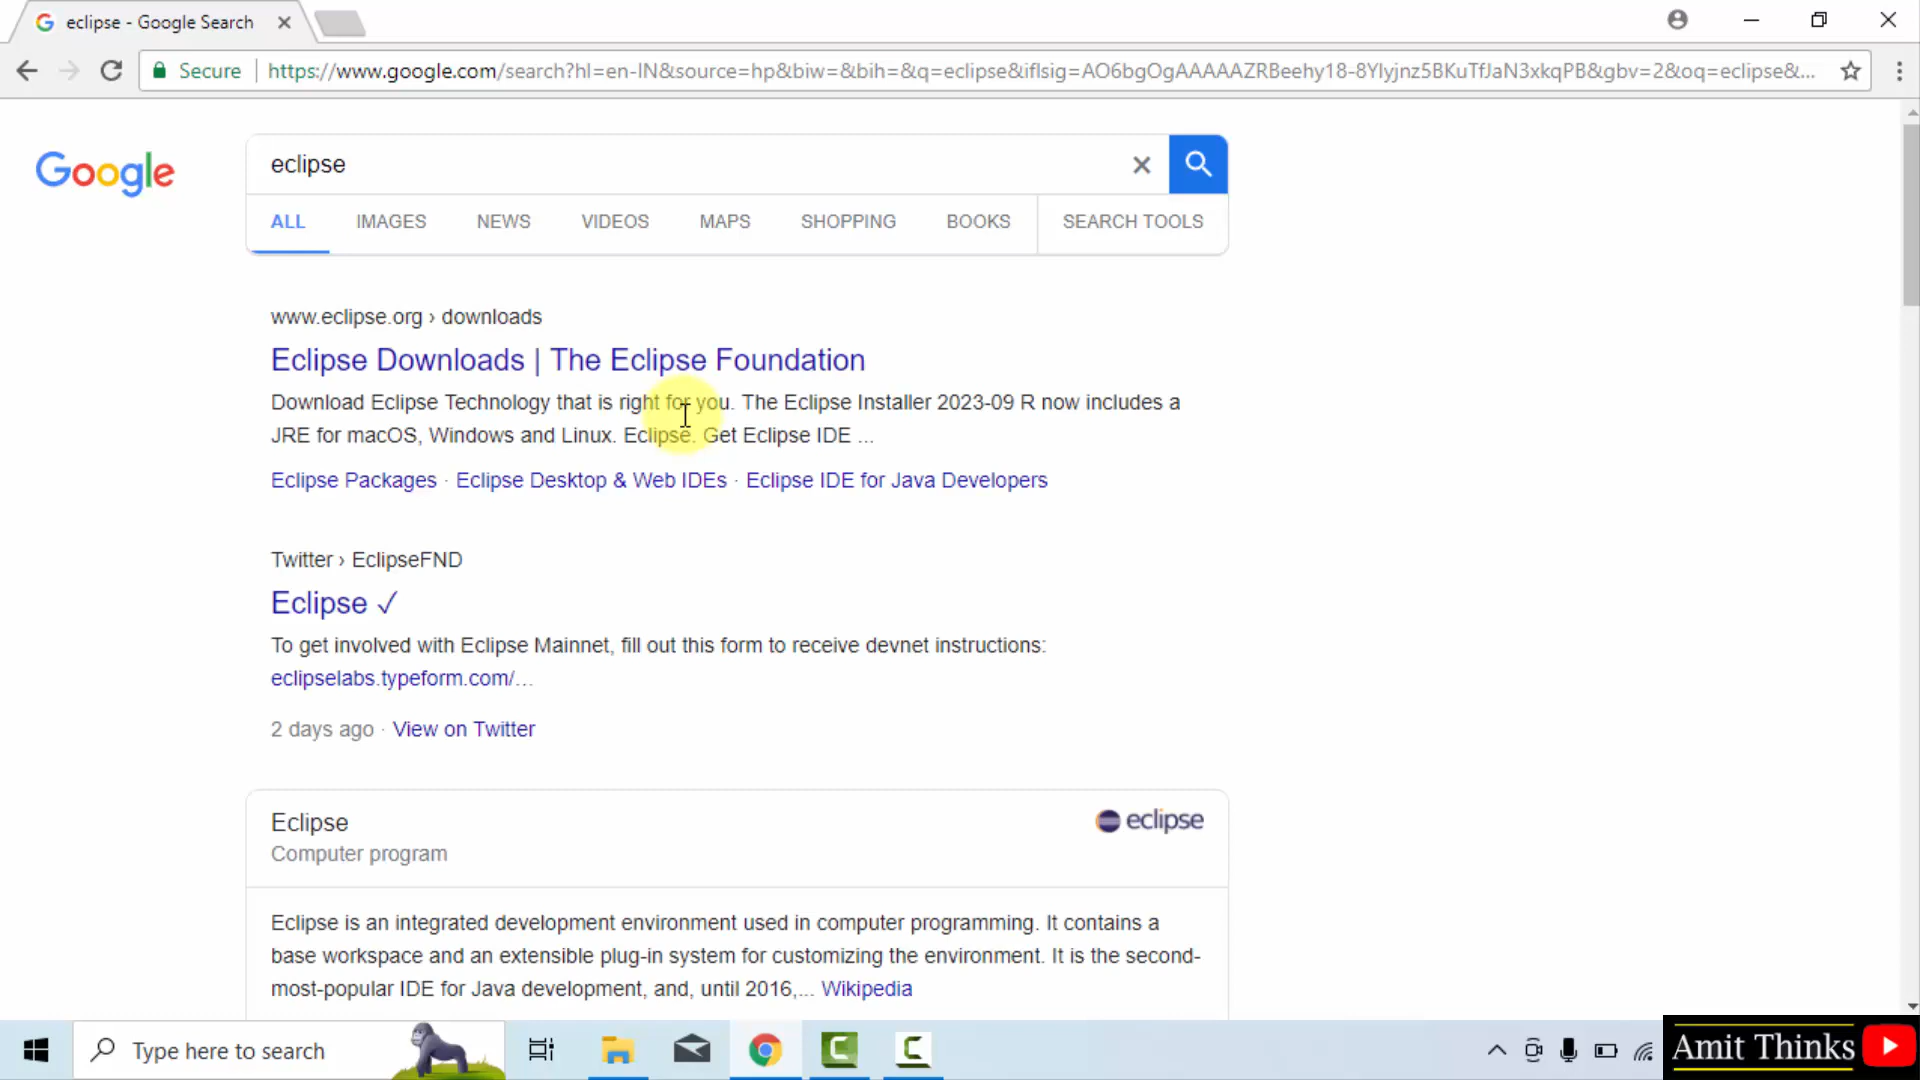 eclipse - Google Search
Secure
https://www.google.com/search?hl=en-IN&source=hp&biw=&bih=&q=eclipse&iflsig=AO6bgOgAAAAAZRBeehy18-8Ylyjnz5BKuTfJaN3xkqPB&gbv=2&oq=eclipse&...
Google
eclipse
ALL IMAGES NEWS VIDEOS MAPS SHOPPING BOOKS SEARCH TOOLS
www.eclipse.org › downloads
Eclipse Downloads | The Eclipse Foundation
Download Eclipse Technology that is right for you. The Eclipse Installer 2023-09 R now includes a
JRE for macOS, Windows and Linux. Eclipse. Get Eclipse IDE ...
Eclipse Packages · Eclipse Desktop & Web IDEs · Eclipse IDE for Java Developers
Twitter › EclipseFND
Eclipse ✓
To get involved with Eclipse Mainnet, fill out this form to receive devnet instructions:
eclipselabs.typeform.com/...
2 days ago · View on Twitter
Eclipse
eclipse
Computer program
Eclipse is an integrated development environment used in computer programming. It contains a
base workspace and an extensible plug-in system for customizing the environment. It is the second-
most-popular IDE for Java development, and, until 2016,... Wikipedia
Type here to search
Amit Thinks